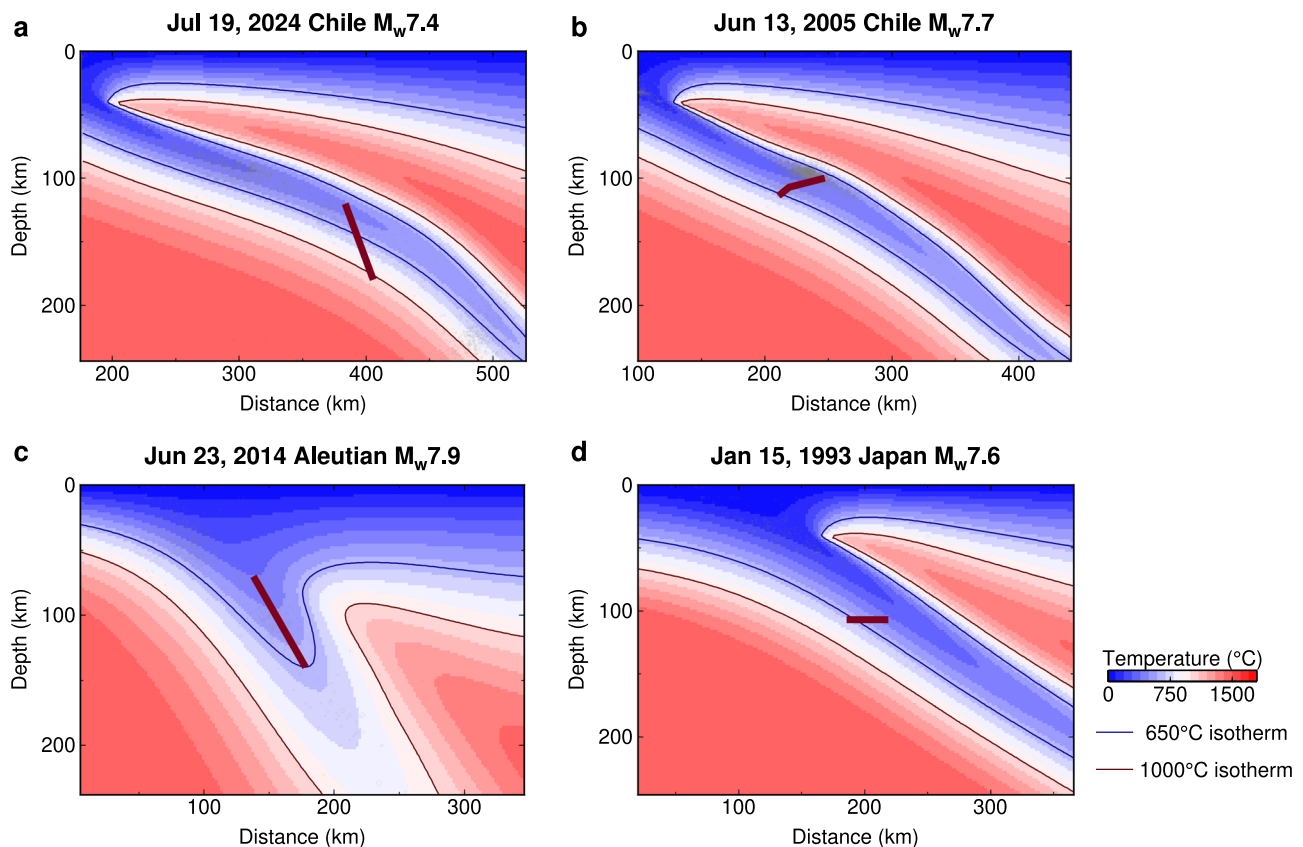 a
Jul 19, 2024 Chile Mw7.4
0
100
200
Depth (km)
200
300
400
500
Distance (km)
b
Jun 13, 2005 Chile Mw7.7
0
100
200
Depth (km)
100
200
300
400
Distance (km)
c
Jun 23, 2014 Aleutian Mw7.9
0
100
200
Depth (km)
100
200
300
Distance (km)
d
Jan 15, 1993 Japan Mw7.6
0
100
200
Depth (km)
100
200
300
Distance (km)
Temperature (°C)
0 750 1500
650°C isotherm
1000°C isotherm